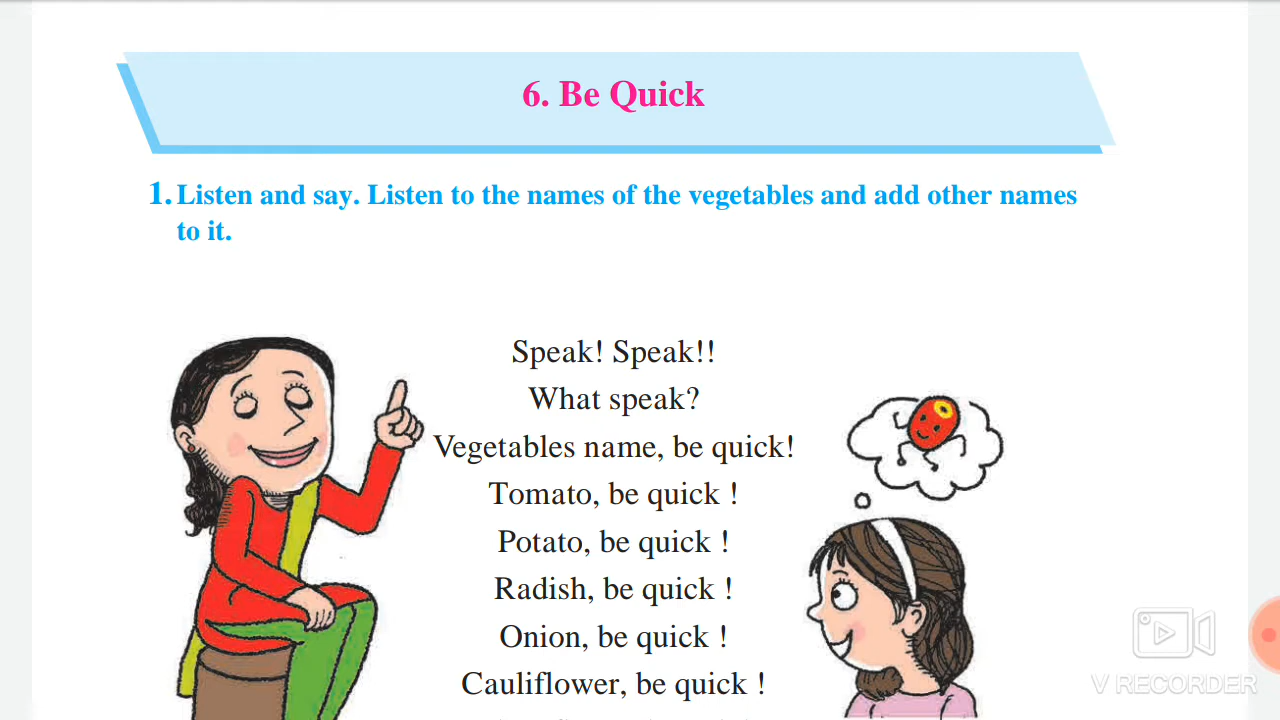 6. Be Quick
1. Listen and say. Listen to the names of the vegetables and add other names
to it.
Speak! Speak!!
What speak?
Vegetables name, be quick!
Tomato, be quick !
Potato, be quick !
Radish, be quick !
Onion, be quick !
Cauliflower, be quick !
V RECORDER